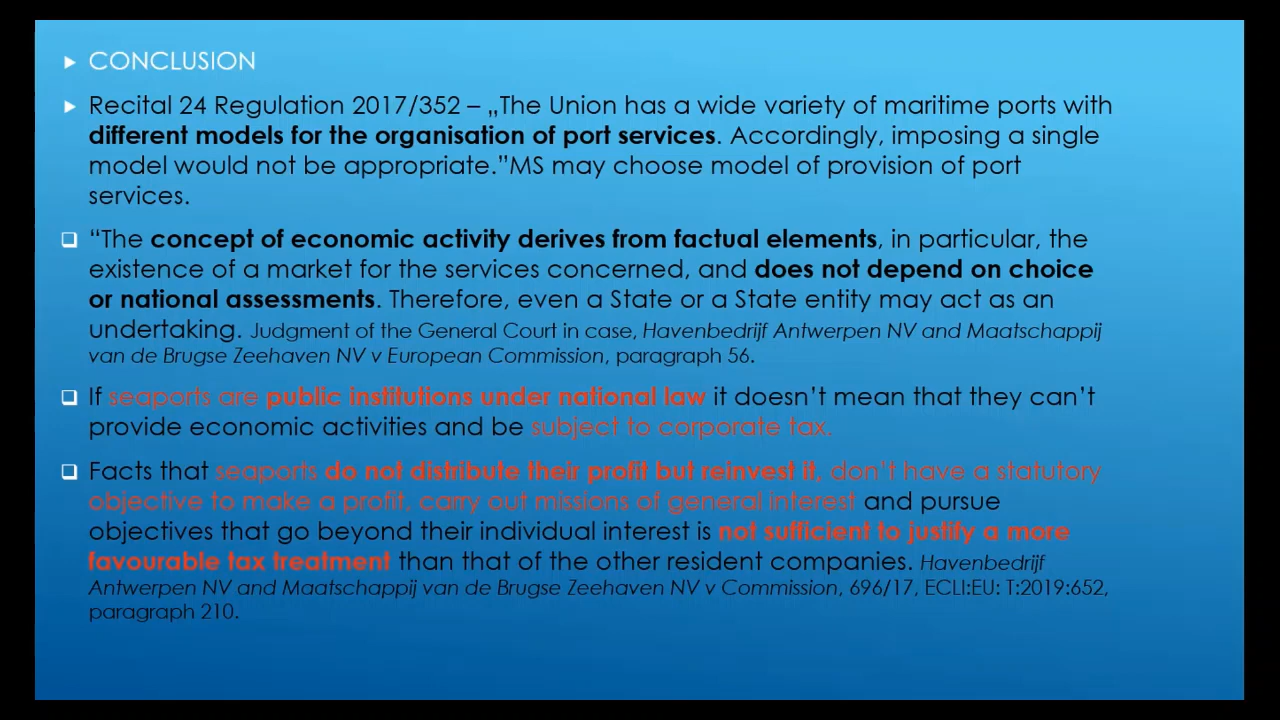 CONCLUSION
Recital 24 Regulation 2017/352 – „The Union has a wide variety of maritime ports with
different models for the organisation of port services. Accordingly, imposing a single
model would not be appropriate.”MS may choose model of provision of port
services.
“The concept of economic activity derives from factual elements, in particular, the
existence of a market for the services concerned, and does not depend on choice
or national assessments. Therefore, even a State or a State entity may act as an
undertaking. Judgment of the General Court in case, Havenbedrijf Antwerpen NV and Maatschappij
van de Brugse Zeehaven NV v European Commission, paragraph 56.
If seaports are public institutions under national law it doesn’t mean that they can’t
provide economic activities and be subject to corporate tax.
Facts that seaports do not distribute their profit but reinvest it, don’t have a statutory
objective to make a profit, carry out missions of general interest and pursue
objectives that go beyond their individual interest is not sufficient to justify a more
favourable tax treatment than that of the other resident companies. Havenbedrijf
Antwerpen NV and Maatschappij van de Brugse Zeehaven NV v Commission, 696/17, ECLI:EU: T:2019:652,
paragraph 210.